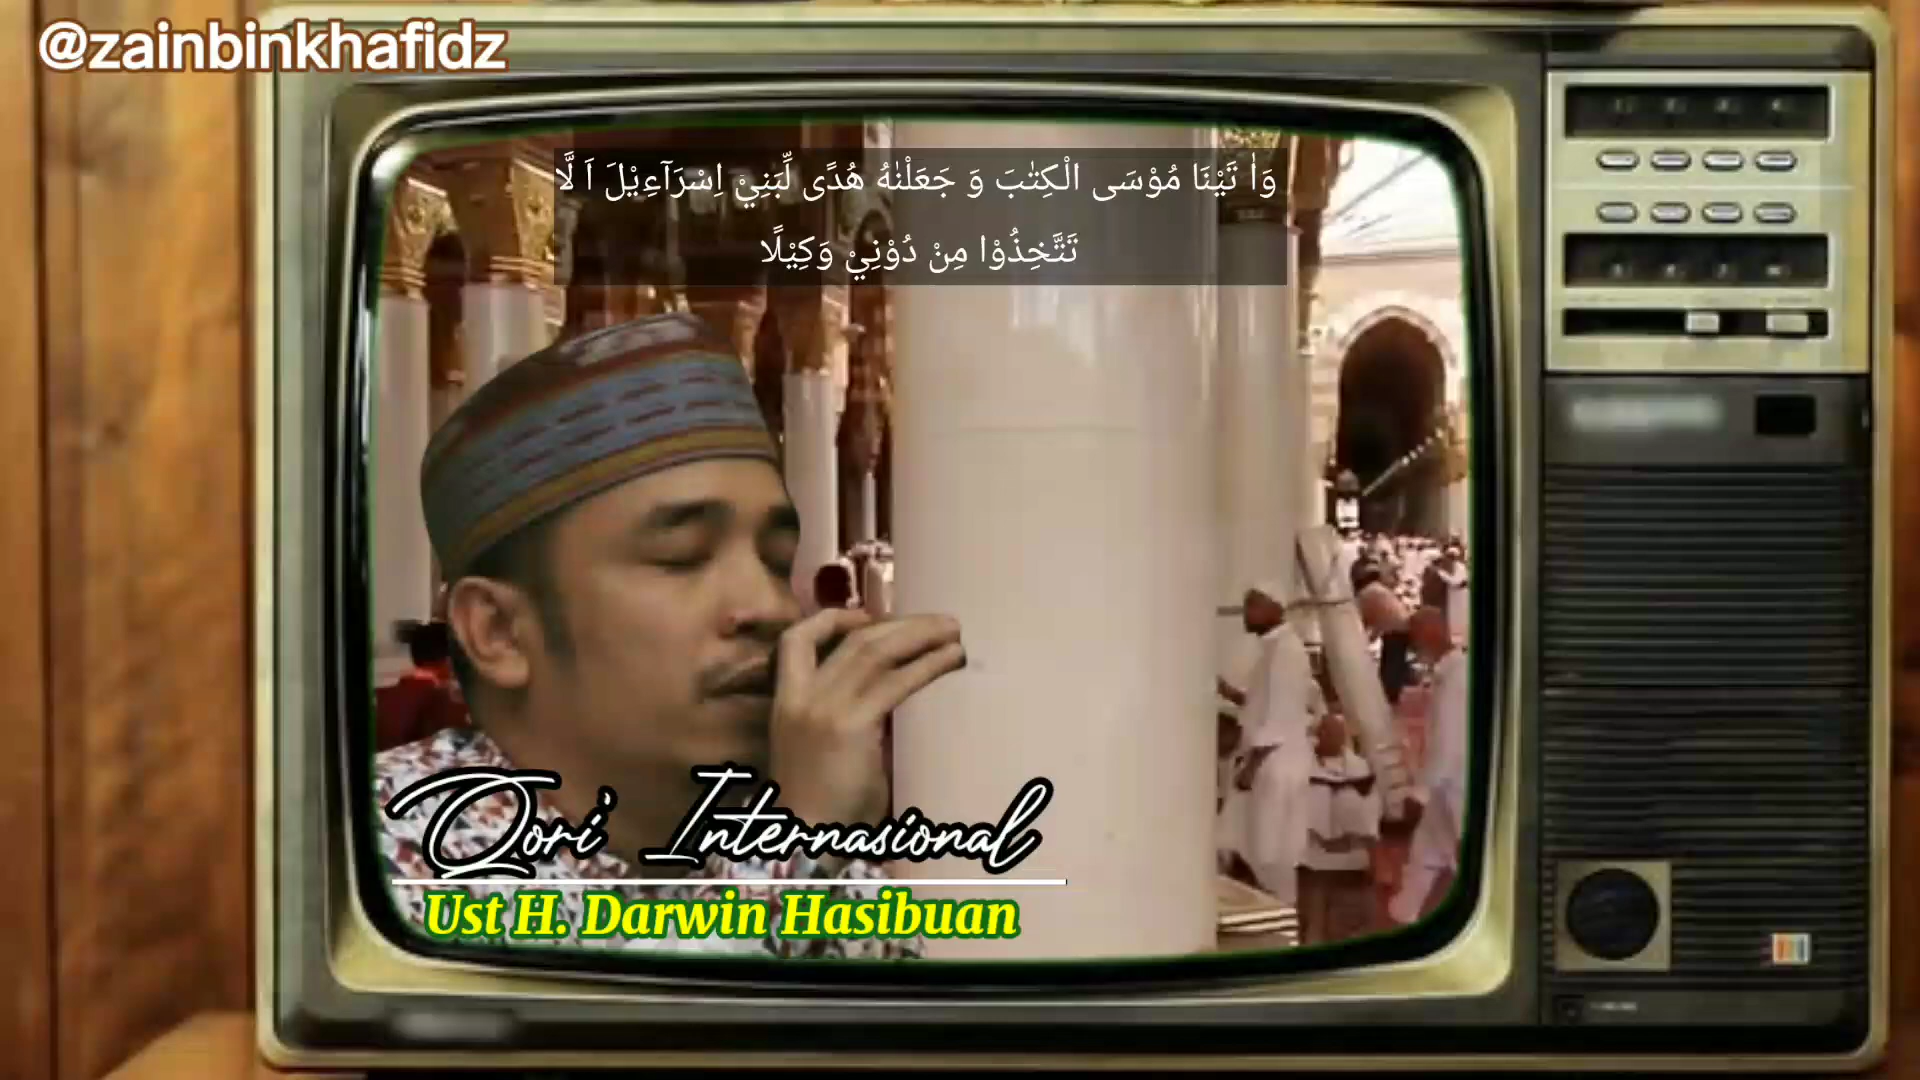 @zainbinkhafidz
وَاٰ تَيْنَا مُوْسَى الْكِتٰبَ وَ جَعَلْنٰهُ هُدًى لِّبَنِيْۤ اِسْرَآءِيْلَ اَ لَّا
تَتَّخِذُوْا مِنْ دُوْنِيْ وَكِيْلًا
Qori' Internasional
Ust H. Darwin Hasibuan